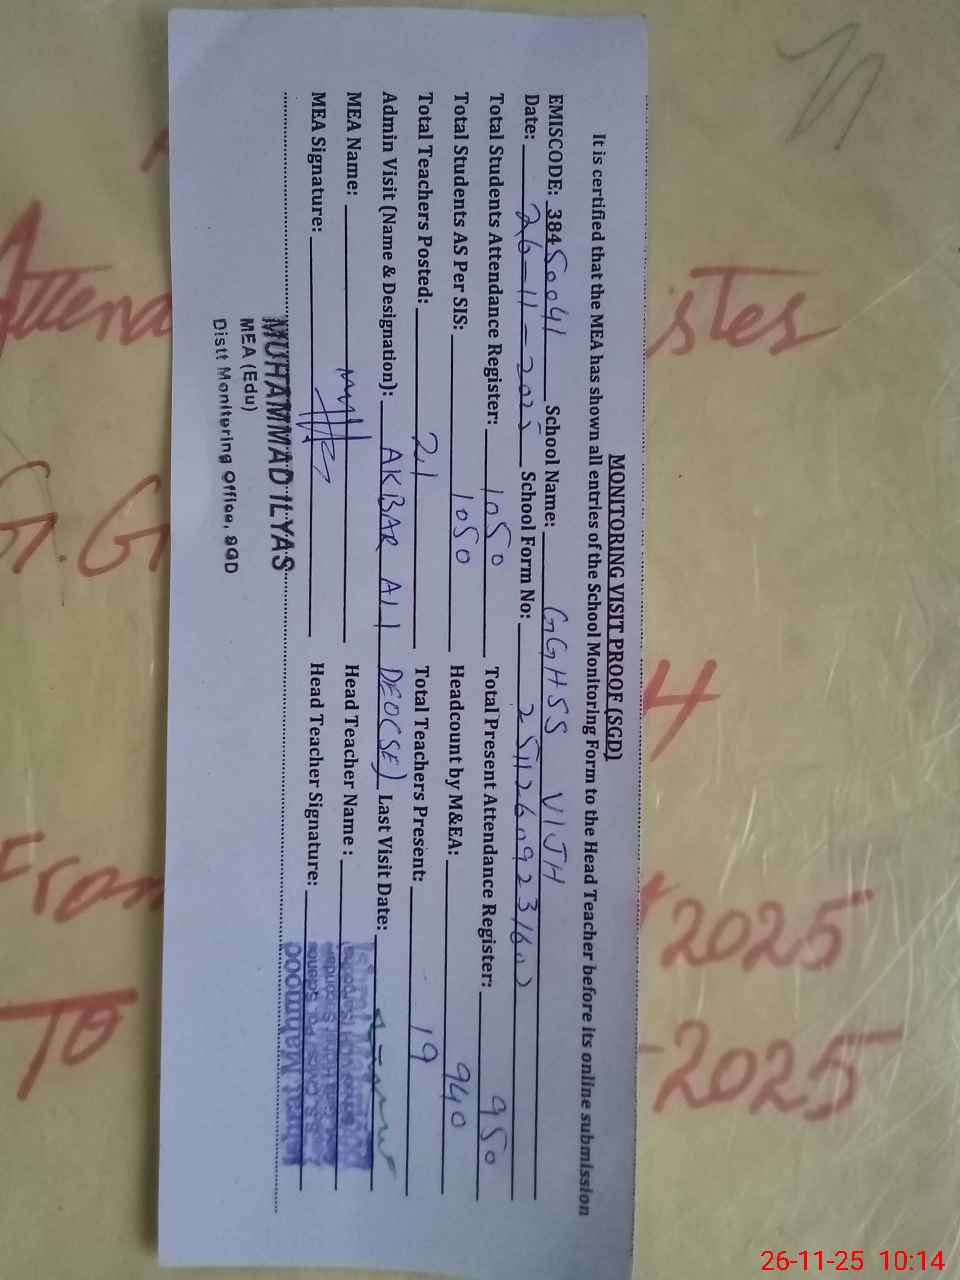 MONITORING VISIT PROOF (SGD)
It is certified that the MEA has shown all entries of the School Monitoring Form to the Head Teacher before its online submission
EMISCODE: 38450041 School Name: GGHSS VIJH
Date: 26-11-2025 School Form No:
Total Students Attendance Register: 1050 Total Present Attendance Register: 950
Total Students AS Per SIS: 1050 Headcount by M&EA: 940
Total Teachers Posted: 21 Total Teachers Present: 19
Admin Visit (Name & Designation): AKBAR ALI DEO(SE) Last Visit Date:
MEA Name: Head Teacher Name :
MEA Signature: Head Teacher Signature:
MUHAMMAD ILYAS
MEA (Edu)
Distt Monitoring Office, SGD
G.G H
2025
To -2025
26-11-25 10:14